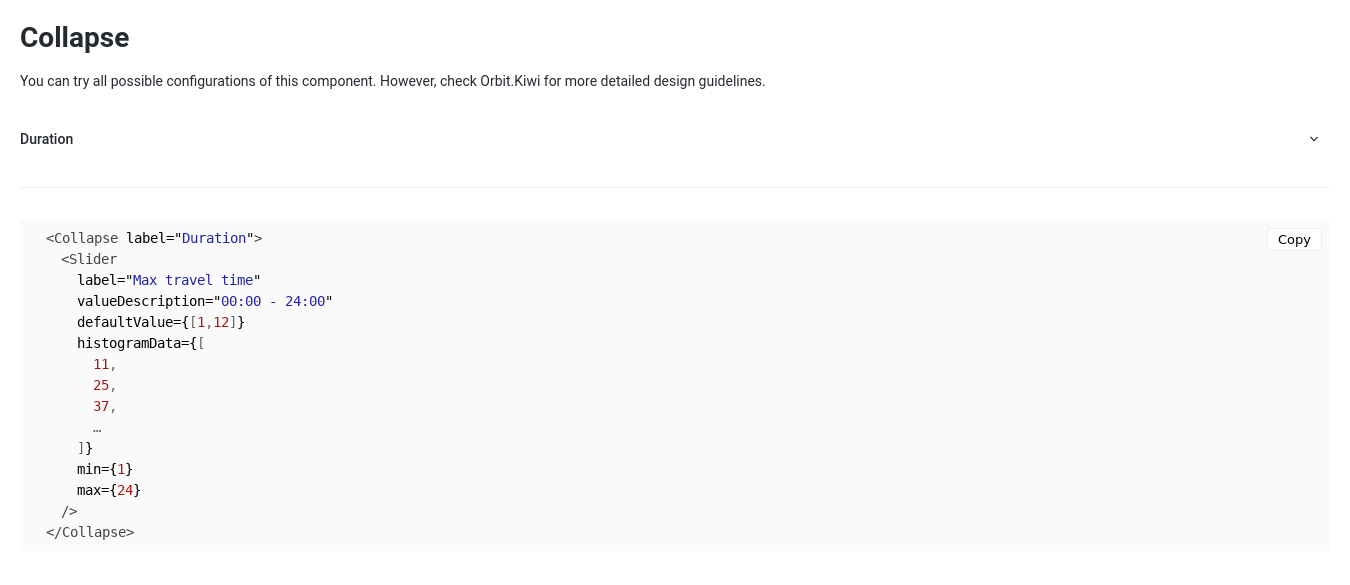 Collapse
You can try all possible configurations of this component. However, check Orbit.Kiwi for more detailed design guidelines.
Duration
<Collapse label="Duration">
Copy
<Slider
label="Max travel time"
valueDescription="00:00 - 24:00"
defaultValue={[1,12]}
histogramData={[
11,
25,
37,
…
]}
min={1}
max={24}
/>
</Collapse>